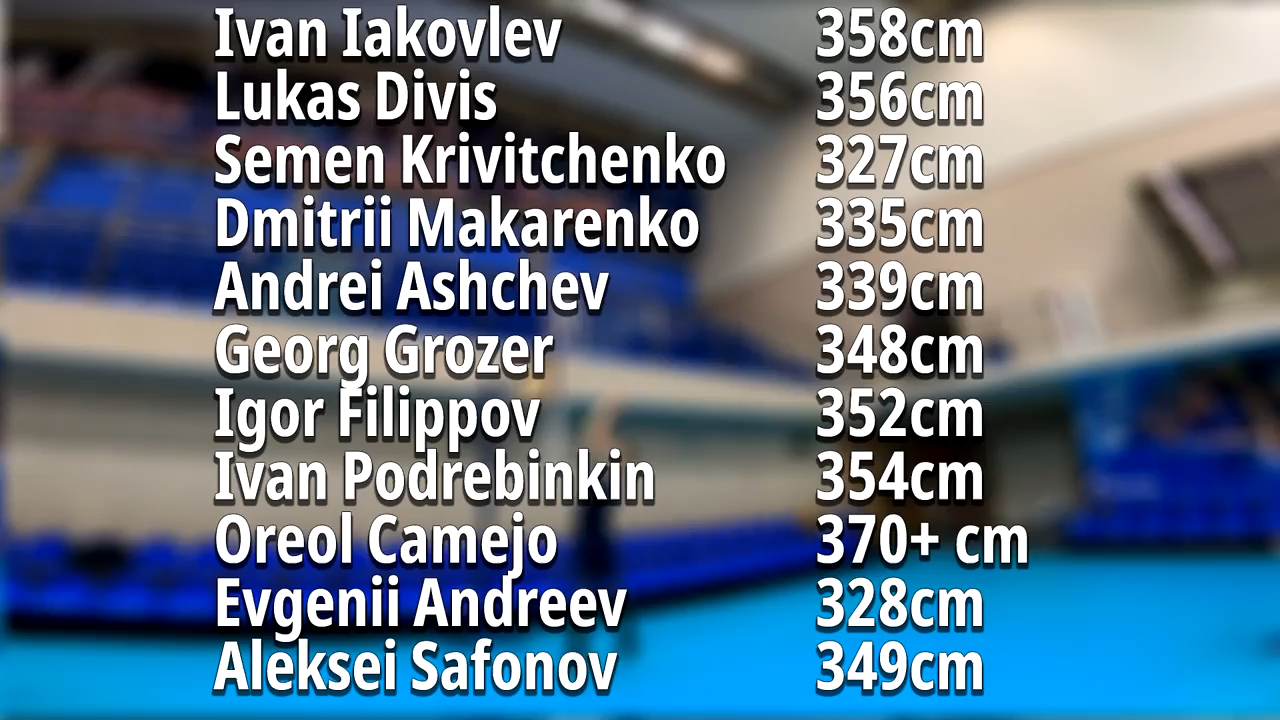 Ivan Iakovlev 358cm
Lukas Divis 356cm
Semen Krivitchenko 327cm
Dmitrii Makarenko 335cm
Andrei Ashchev 339cm
Georg Grozer 348cm
Igor Filippov 352cm
Ivan Podrebinkin 354cm
Oreol Camejo 370+ cm
Evgenii Andreev 328cm
Aleksei Safonov 349cm